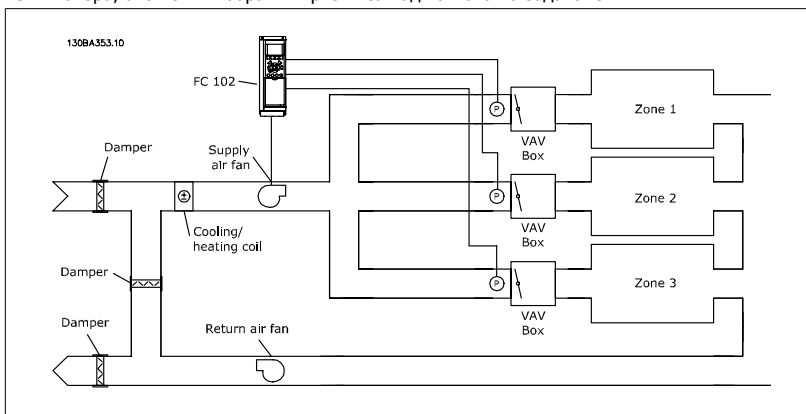 130BA353.10
FC 102
Damper
Supply
air fan
Cooling/
heating coil
Damper
Damper
Return air fan
P
VAV
Box
Zone 1
P
VAV
Box
Zone 2
P
VAV
Box
Zone 3